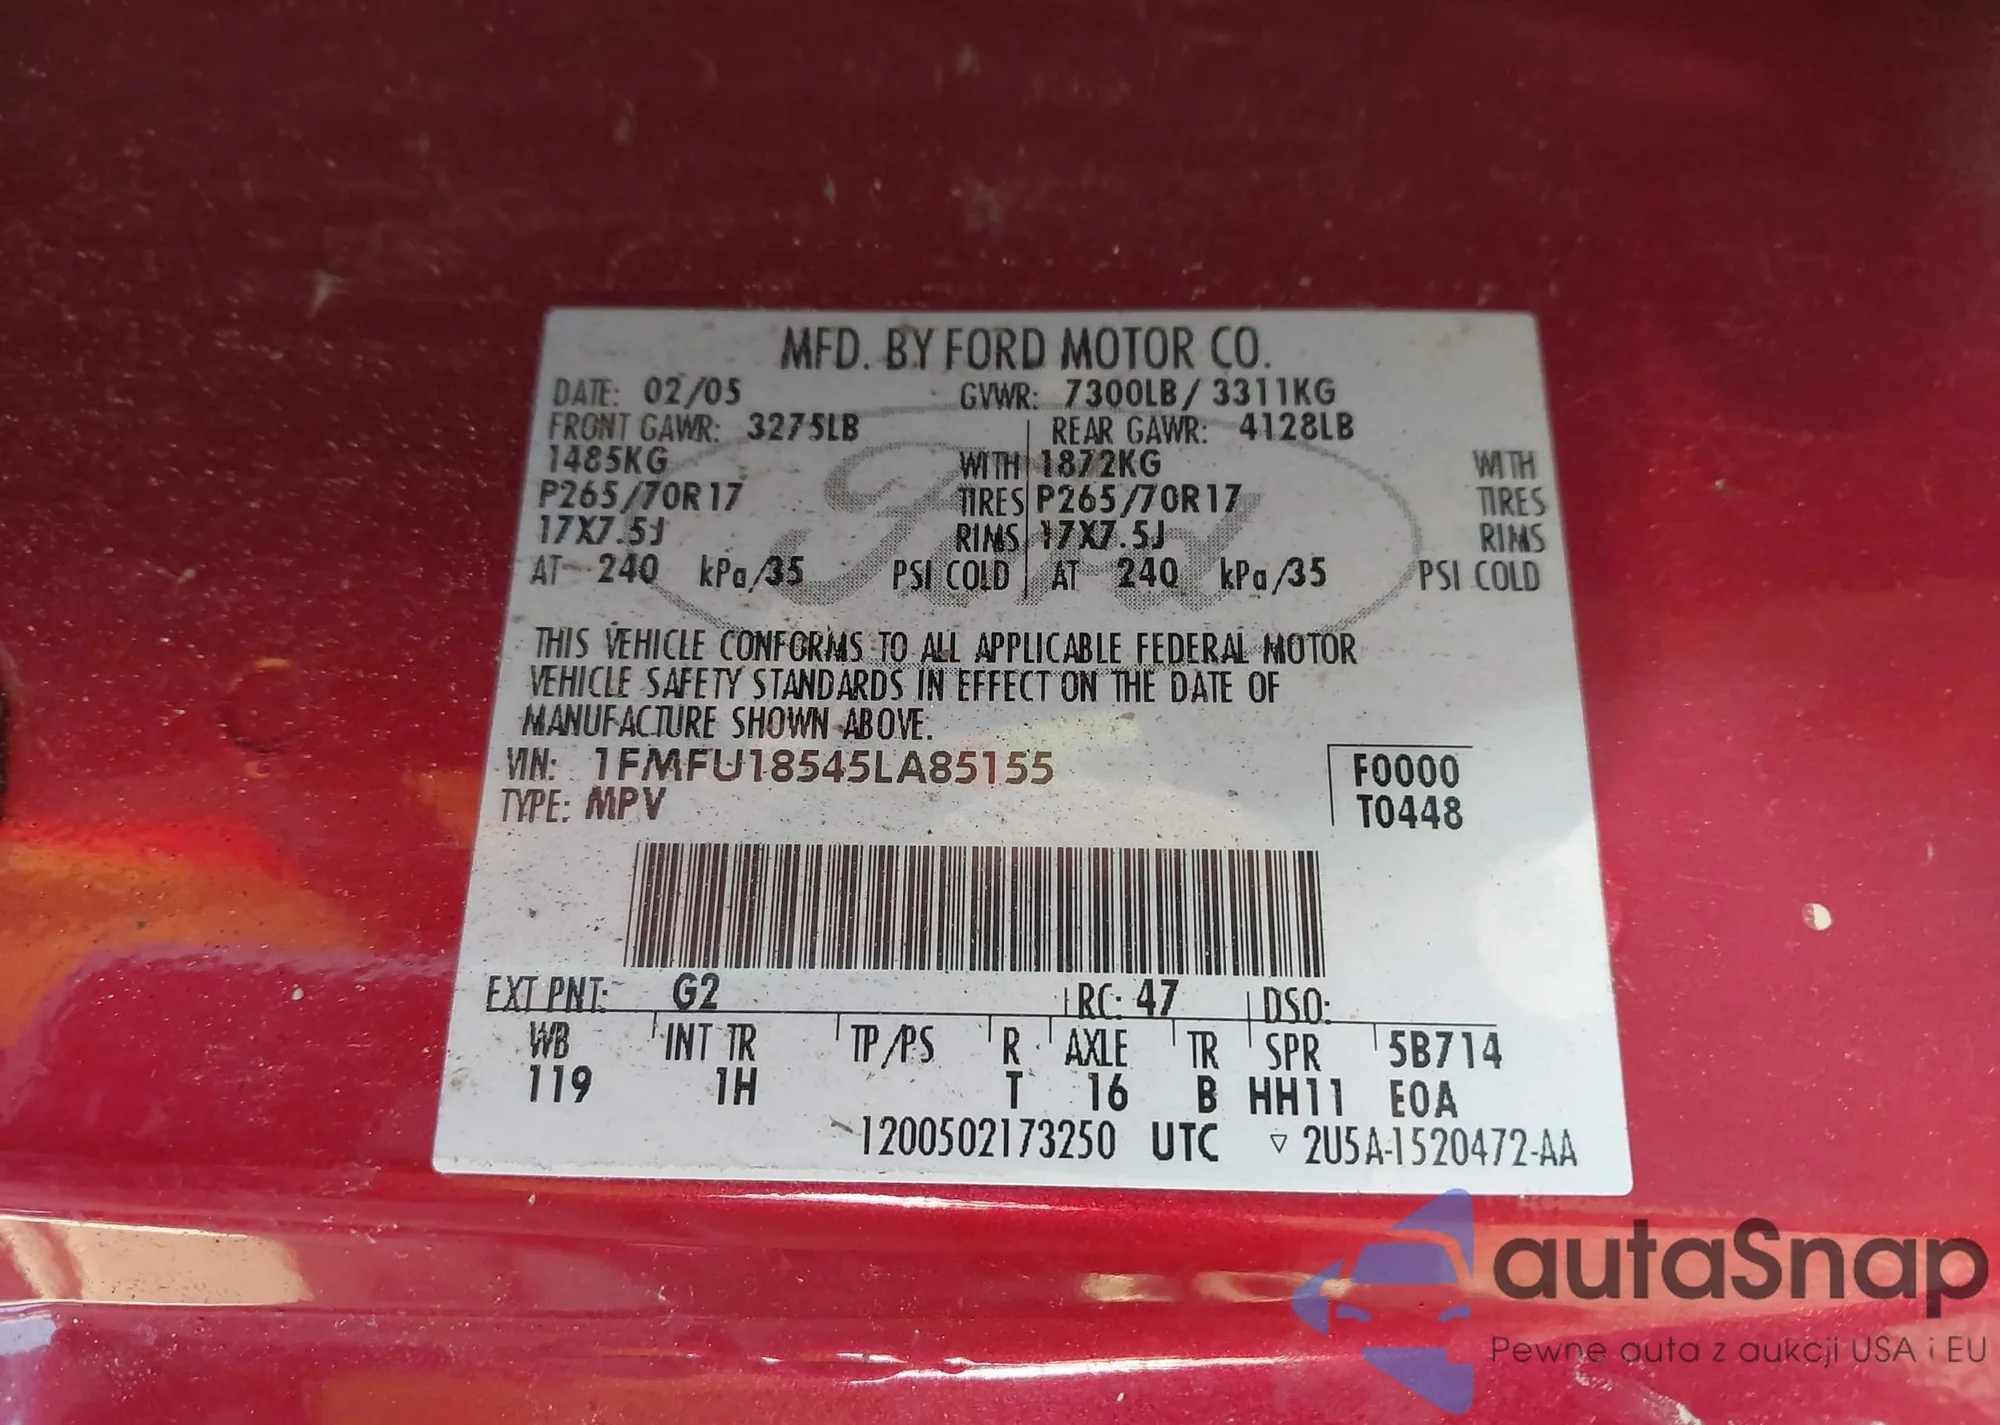 MFD. BY FORD MOTOR CO.
DATE: 02/05 GVWR: 7300LB/ 3311KG
FRONT GAWR: 3275LB REAR GAWR: 4128LB
1485KG WITH 1872KG WITH
P265/70R17 TIRES P265/70R17 TIRES
17X7.5J RIMS 17X7.5J RIMS
AT 240 kPa/35 PSI COLD AT 240 kPa/35 PSI COLD
Ford
THIS VEHICLE CONFORMS TO ALL APPLICABLE FEDERAL MOTOR
VEHICLE SAFETY STANDARDS IN EFFECT ON THE DATE OF
MANUFACTURE SHOWN ABOVE.
VIN: 1FMFU18545LA85155 F0000
TYPE: MPV T0448
EXT PNT: G2 RC: 47 DSO:
WB INT TR TP/PS R AXLE TR SPR 5B714
119 1H T 16 B HH11 E0A
1200502173250 UTC ▽ 2U5A-1520472-AA
autaSnap
Pewne auta z aukcji USA i EU